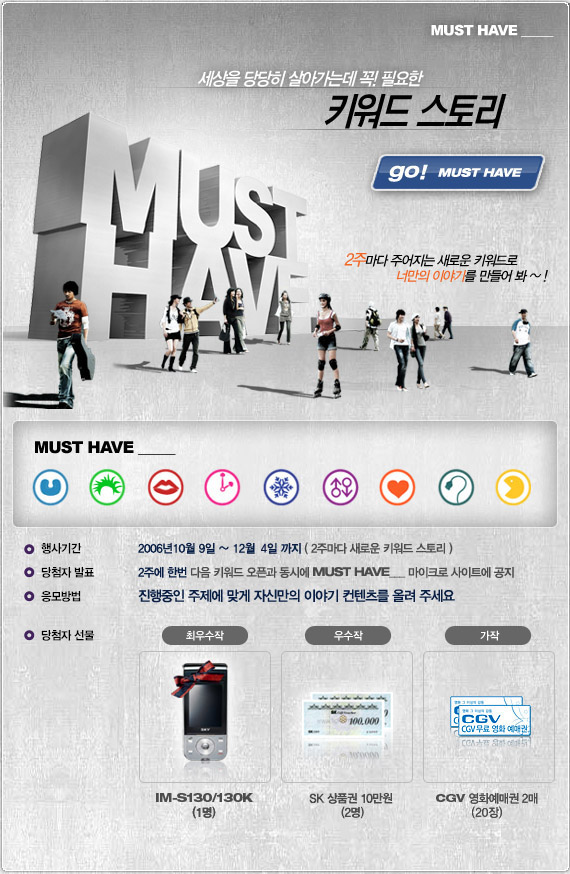 MUST HAVE ____
세상을 당당히 살아가는데 꼭! 필요한
키워드 스토리
go! MUST HAVE
MUST
HAVE
2주마다 주어지는 새로운 키워드로
너만의 이야기를 만들어 봐 ~ !
MUST HAVE ____
행사기간 2006년10월 9일 ~ 12월 4일 까지 ( 2주마다 새로운 키워드 스토리 )
당첨자 발표 2주에 한번 다음 키워드 오픈과 동시에 MUST HAVE___ 마이크로 사이트에 공지
응모방법 진행중인 주제에 맞게 자신만의 이야기 컨텐츠를 올려 주세요
당첨자 선물 최우수작 우수작 가작
SKY
100,000
CGV
CGV 무료 영화 예매권
IM-S130/130K SK 상품권 10만원 CGV 영화예매권 2매
(1명) (2명) (20장)